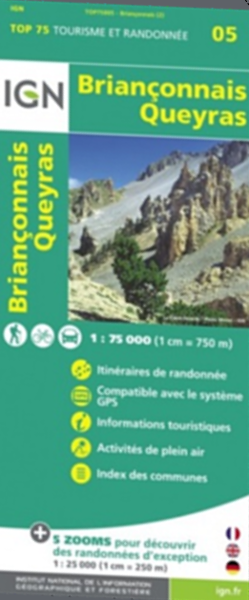 IGN
TOP 75 TOURISME ET RANDONNÉE 05
IGN
Briançonnais
Queyras
Briançonnais
Queyras
1 : 75 000 (1 cm = 750 m)
Itinéraires de randonnée
Compatible avec le système
GPS
Informations touristiques
Activités de plein air
Index des communes
+ 5 ZOOMS pour découvrir
des randonnées d'exception
1 : 25 000 (1 cm = 250 m)
INSTITUT NATIONAL DE L'INFORMATION
GÉOGRAPHIQUE ET FORESTIÈRE
ign.fr